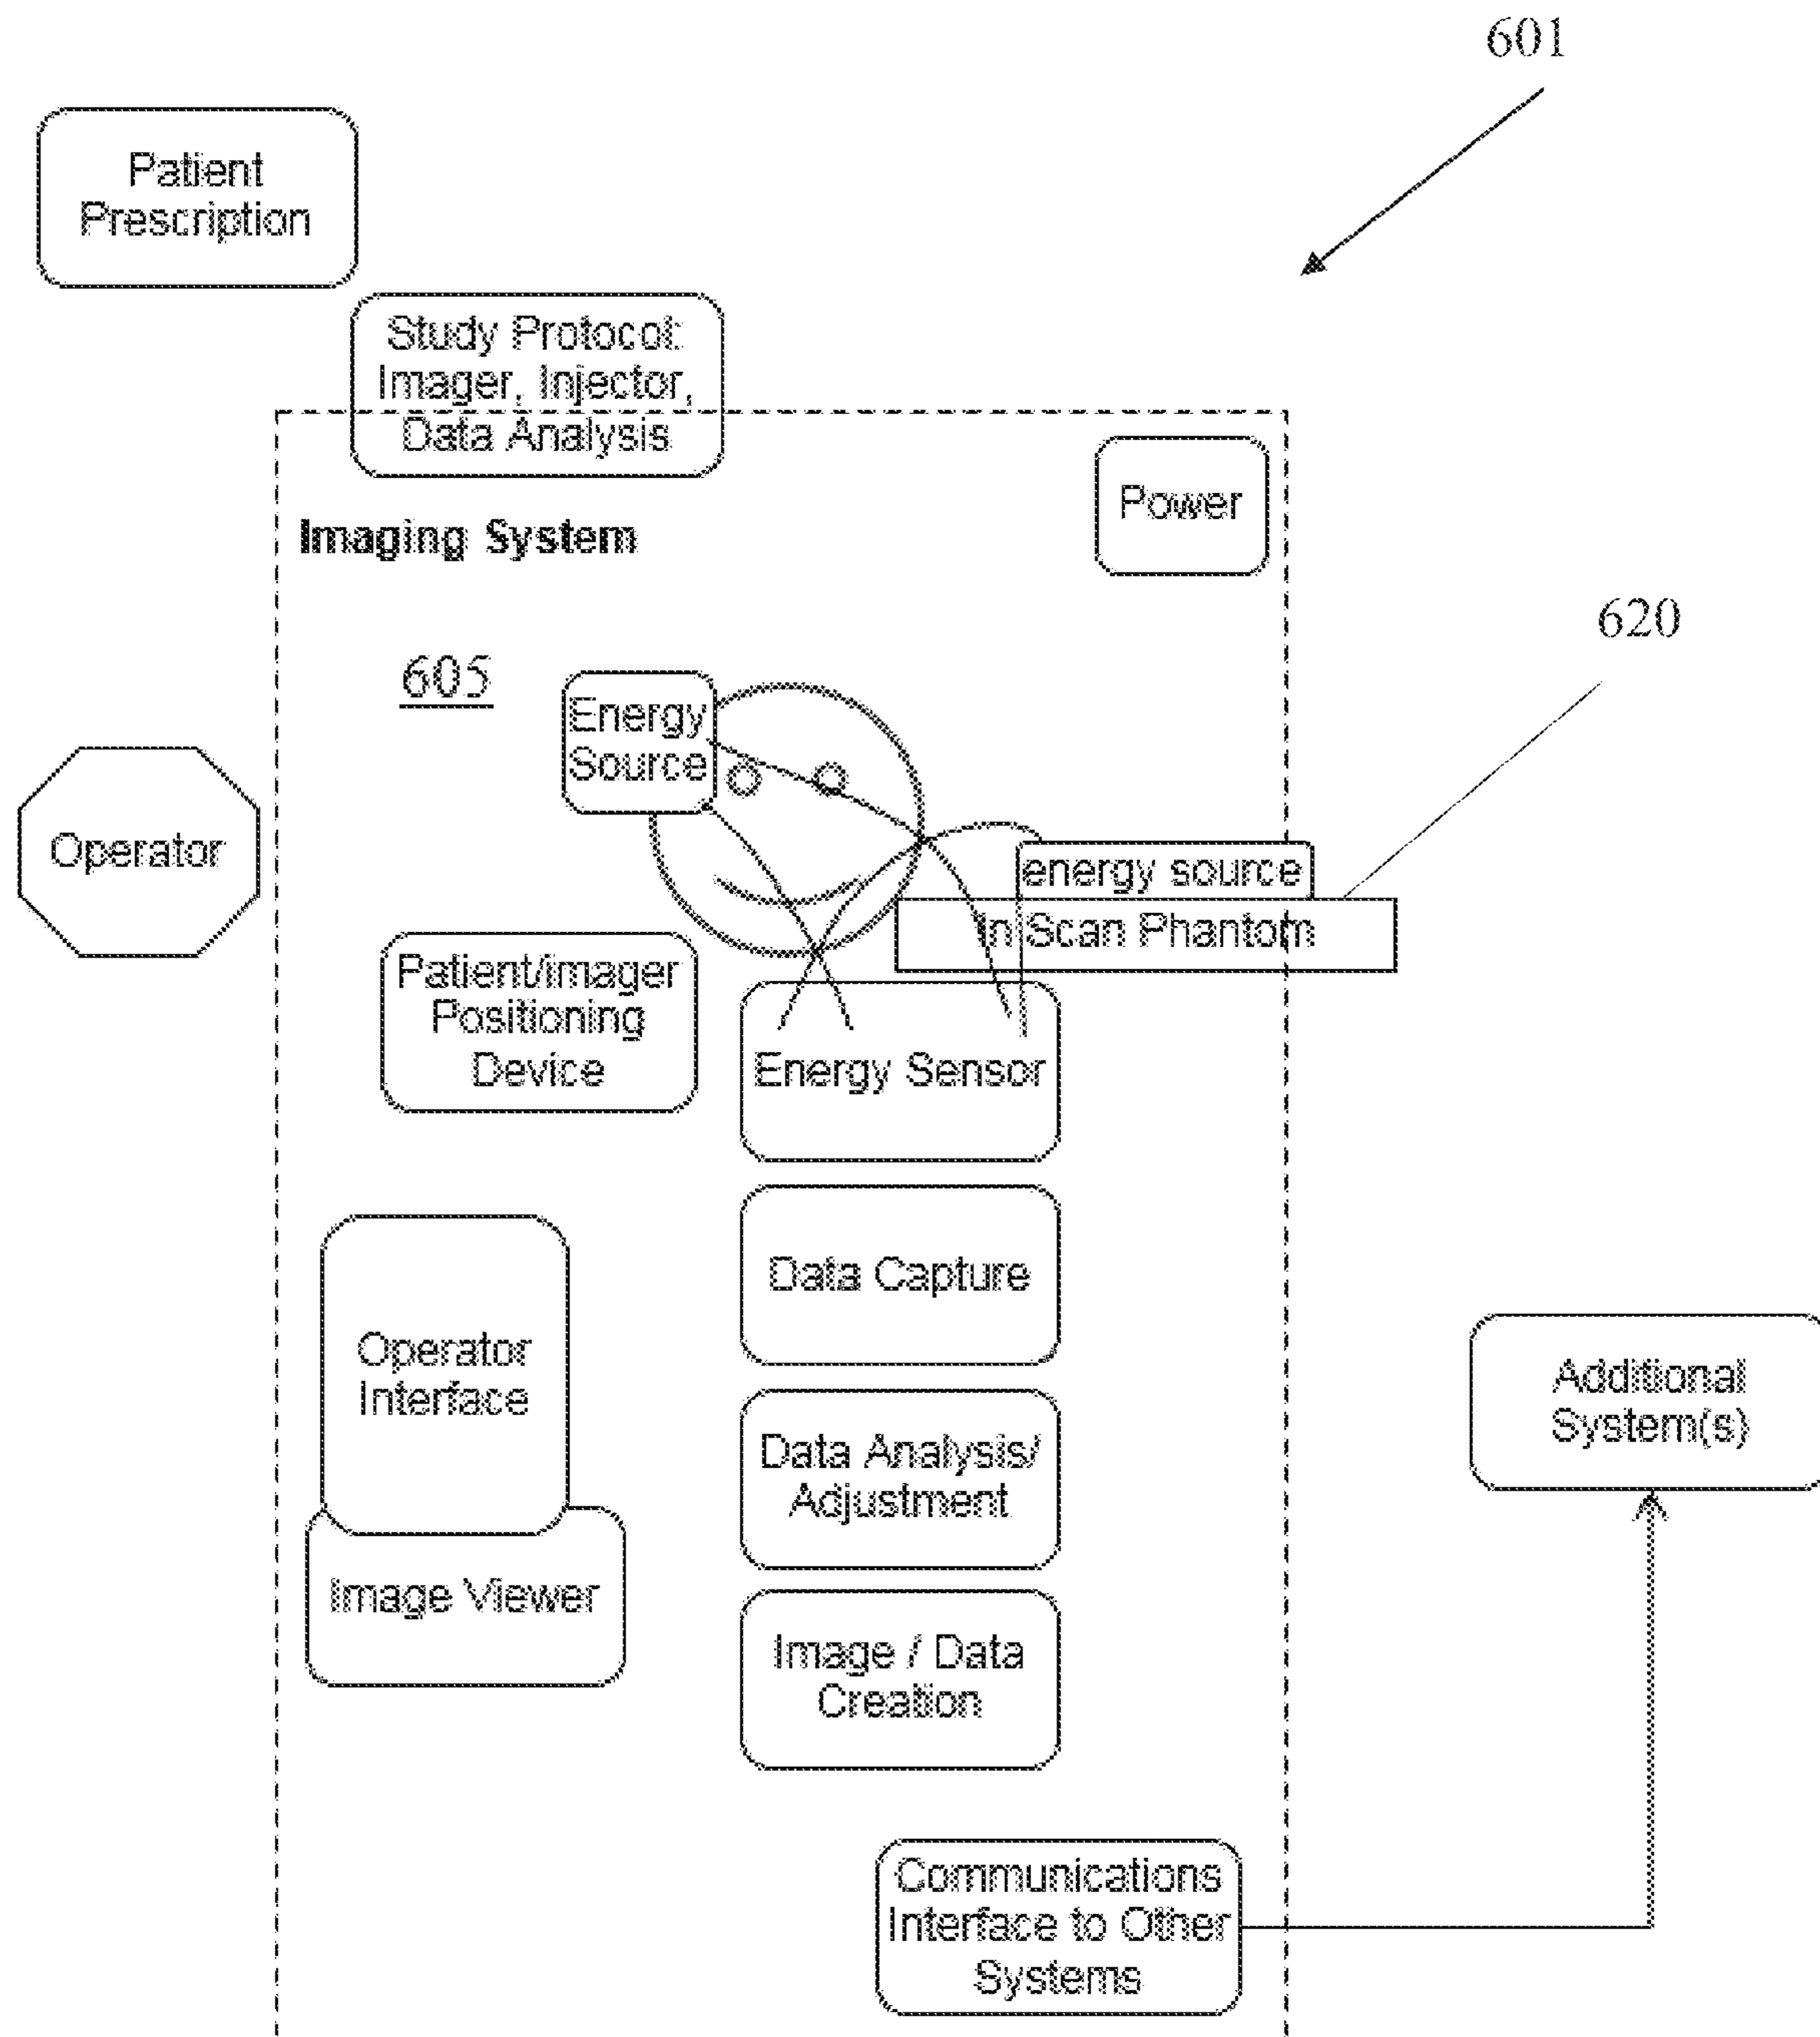 601
Patient
Prescription
Study Protocol:
Imager, Injector,
Data Analysis
Power
Imaging System
620
605
Energy
Source
Operator
energy source
In Scan Phantom
Patient/imager
Positioning
Device
Energy Sensor
Data Capture
Operator
Interface
Additional
System(s)
Data Analysis/
Adjustment
Image Viewer
Image / Data
Creation
Communications
Interface to Other
Systems